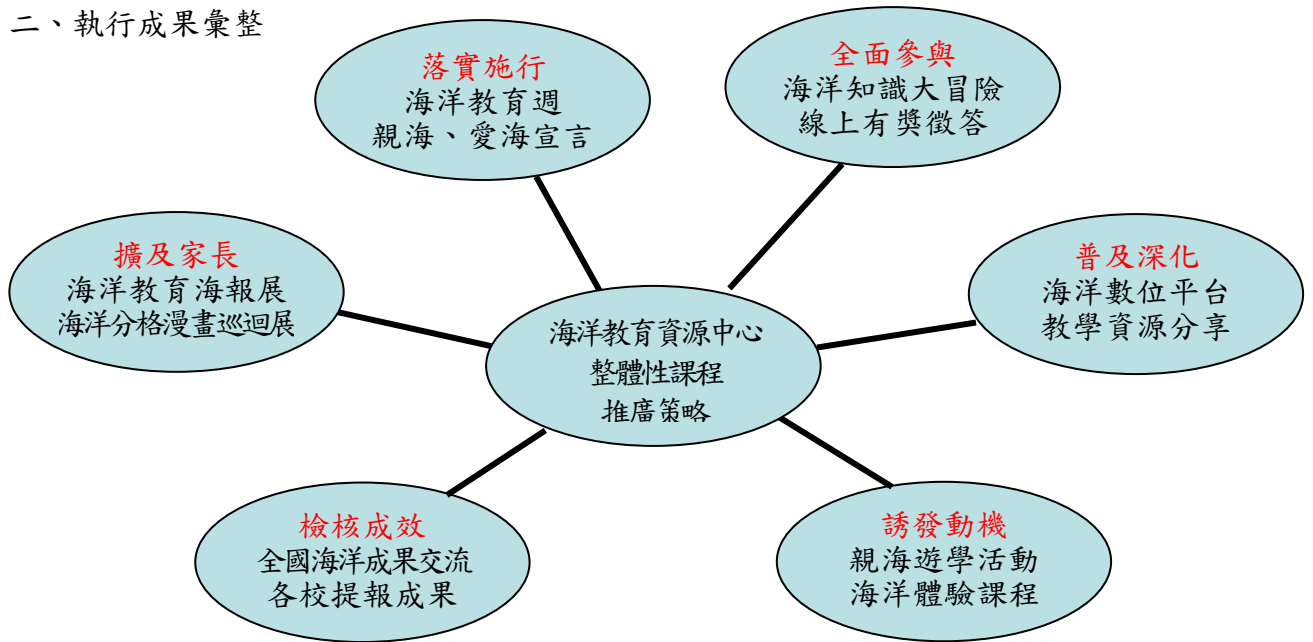 二、執行成果彙整
落實施行
海洋教育週
親海、愛海宣言
全面參與
海洋知識大冒險
線上有獎徵答
擴及家長
海洋教育海報展
海洋分格漫畫巡迴展
普及深化
海洋數位平台
教學資源分享
海洋教育資源中心
整體性課程
推廣策略
檢核成效
全國海洋成果交流
各校提報成果
誘發動機
親海遊學活動
海洋體驗課程